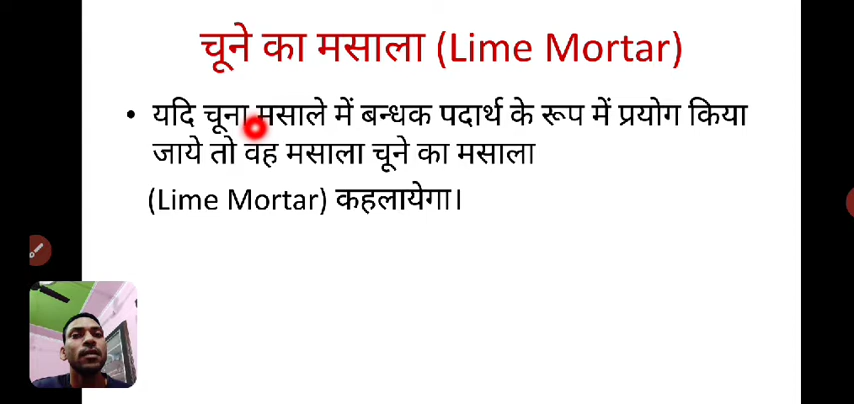 चूने का मसाला (Lime Mortar)
• यदि चूना मसाले में बन्धक पदार्थ के रूप में प्रयोग किया
जाये तो वह मसाला चूने का मसाला
(Lime Mortar) कहलायेगा।